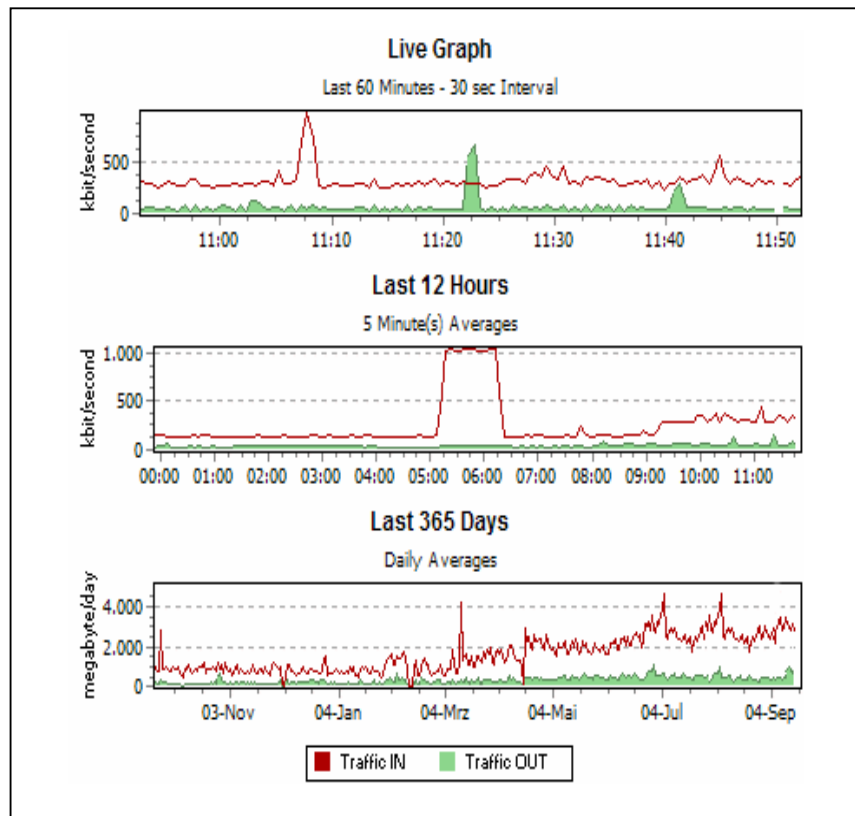 Live Graph
Last 60 Minutes - 30 sec Interval
kbit/second
500
0
11:00 11:10 11:20 11:30 11:40 11:50
Last 12 Hours
5 Minute(s) Averages
kbit/second
1.000
500
0
00:00 01:00 02:00 03:00 04:00 05:00 06:00 07:00 08:00 09:00 10:00 11:00
Last 365 Days
Daily Averages
megabyte/day
4.000
2.000
0
03-Nov 04-Jan 04-Mrz 04-Mai 04-Jul 04-Sep
Traffic IN Traffic OUT